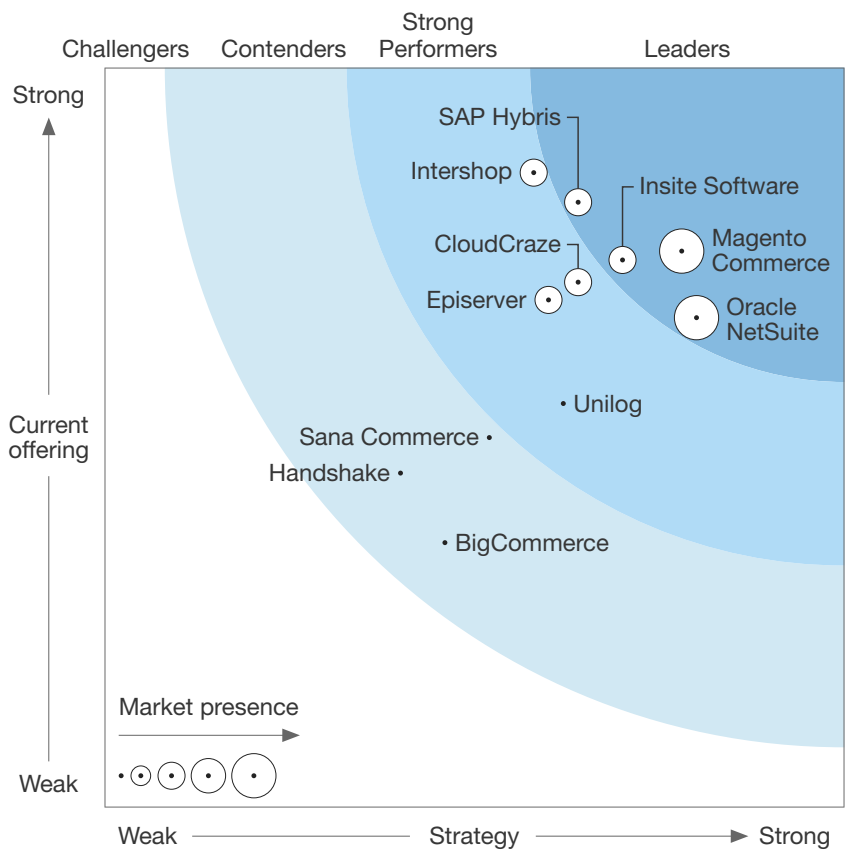 Strong
Challengers
Contenders
Performers
Leaders
Strong
SAP Hybris
Intershop
Insite Software
Magento
Commerce
CloudCraze
Episerver
Oracle
NetSuite
Unilog
Current
offering
Sana Commerce
Handshake
BigCommerce
Market presence
Weak
Weak
Strategy
Strong